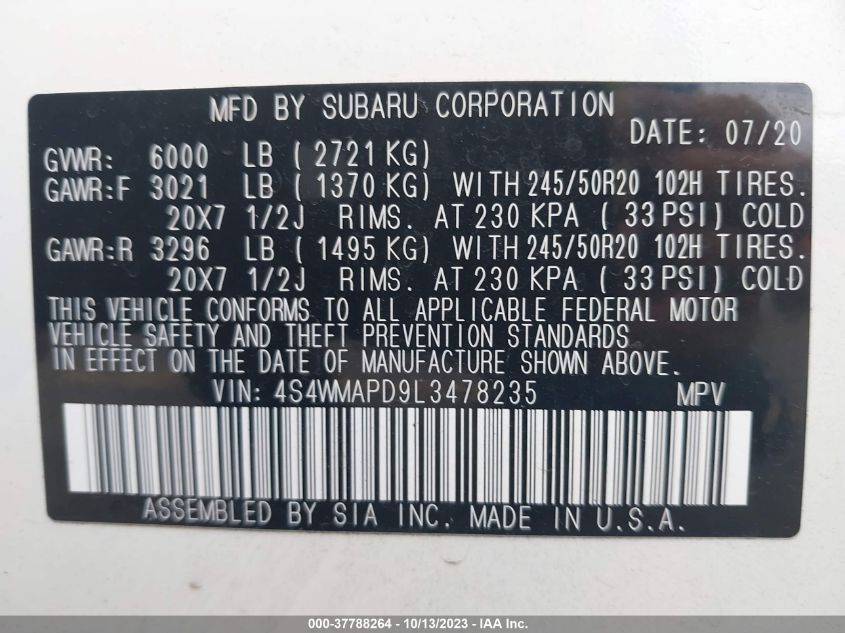 MFD BY SUBARU CORPORATION
DATE: 07/20
GVWR: 6000 LB ( 2721 KG)
GAWR:F 3021 LB ( 1370 KG) WITH 245/50R20 102H TIRES.
20X7 1/2J RIMS. AT 230 KPA ( 33 PSI) COLD
GAWR:R 3296 LB ( 1495 KG) WITH 245/50R20 102H TIRES.
20X7 1/2J RIMS. AT 230 KPA ( 33 PSI) COLD
THIS VEHICLE CONFORMS TO ALL APPLICABLE FEDERAL MOTOR
VEHICLE SAFETY AND THEFT PREVENTION STANDARDS
IN EFFECT ON THE DATE OF MANUFACTURE SHOWN ABOVE.
VIN: 4S4WMAPD9L3478235 MPV
ASSEMBLED BY SIA INC. MADE IN U.S.A.
000-37788264 - 10/13/2023 - IAA Inc.